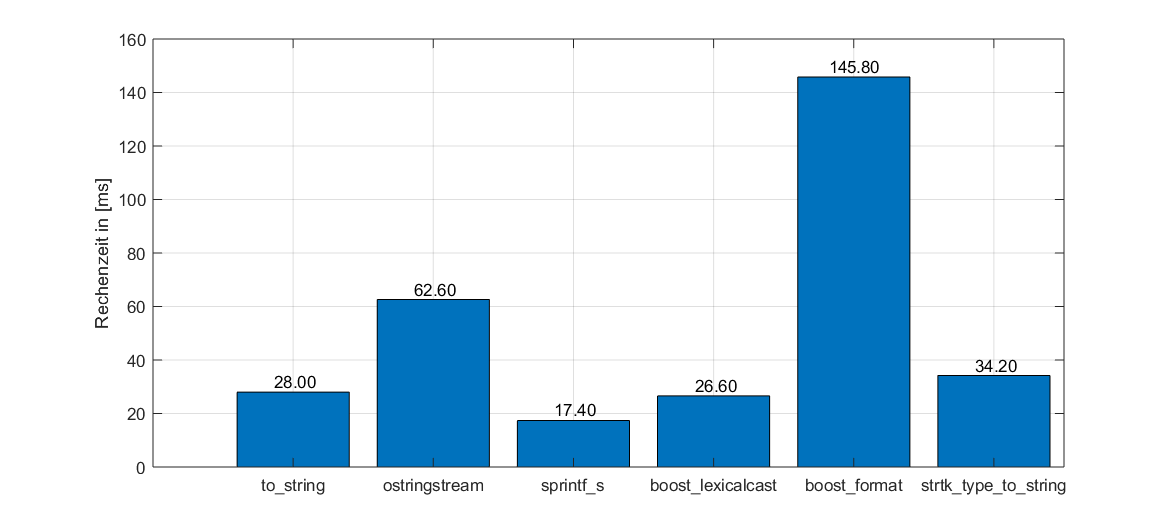 160
140
120
100
80
60
40
20
0
Rechenzeit in [ms]
28.00
62.60
17.40
26.60
145.80
34.20
to_string
ostringstream
sprintf_s
boost_lexicalcast
boost_format
strtk_type_to_string